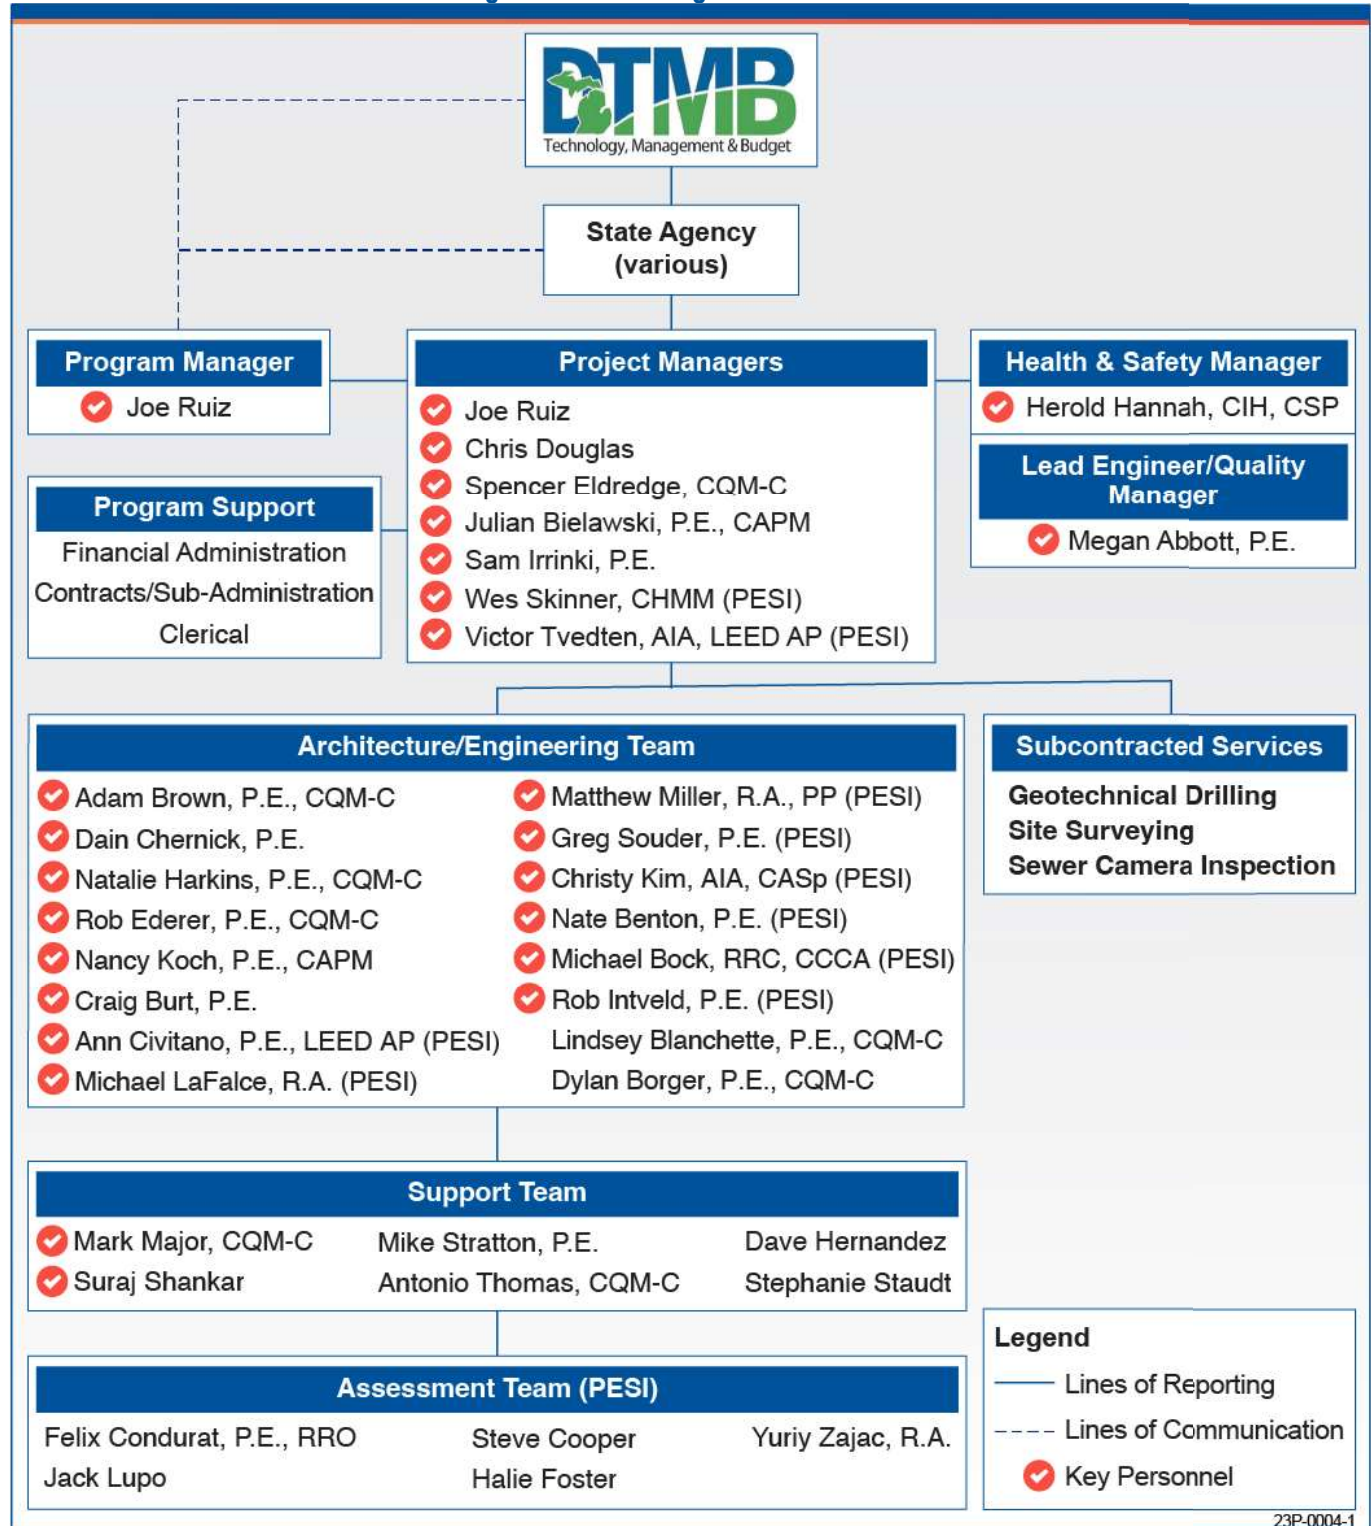 DTMB
Technology, Management & Budget
State Agency
(various)
Program Manager
Joe Ruiz
Project Managers
Joe Ruiz
Chris Douglas
Spencer Eldredge, CQM-C
Julian Bielawski, P.E., CAPM
Sam Irrinki, P.E.
Wes Skinner, CHMM (PESI)
Victor Tvedten, AIA, LEED AP (PESI)
Health & Safety Manager
Herold Hannah, CIH, CSP
Lead Engineer/Quality
Manager
Megan Abbott, P.E.
Program Support
Financial Administration
Contracts/Sub-Administration
Clerical
Architecture/Engineering Team
Adam Brown, P.E., CQM-C
Dain Chernick, P.E.
Natalie Harkins, P.E., CQM-C
Rob Ederer, P.E., CQM-C
Nancy Koch, P.E., CAPM
Craig Burt, P.E.
Ann Civitano, P.E., LEED AP (PESI)
Michael LaFalce, R.A. (PESI)
Matthew Miller, R.A., PP (PESI)
Greg Souder, P.E. (PESI)
Christy Kim, AIA, CASp (PESI)
Nate Benton, P.E. (PESI)
Michael Bock, RRC, CCCA (PESI)
Rob Intveld, P.E. (PESI)
Lindsey Blanchette, P.E., CQM-C
Dylan Borger, P.E., CQM-C
Subcontracted Services
Geotechnical Drilling
Site Surveying
Sewer Camera Inspection
Support Team
Mark Major, CQM-C
Suraj Shankar
Mike Stratton, P.E.
Antonio Thomas, CQM-C
Dave Hernandez
Stephanie Staudt
Assessment Team (PESI)
Felix Condurat, P.E., RRO
Jack Lupo
Steve Cooper
Halie Foster
Yuriy Zajac, R.A.
Legend
Lines of Reporting
Lines of Communication
Key Personnel
23P-0004-1